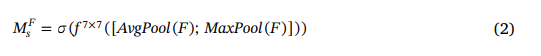 M_s^F = σ(f^{7×7}([AvgPool(F); MaxPool(F)])) (2)